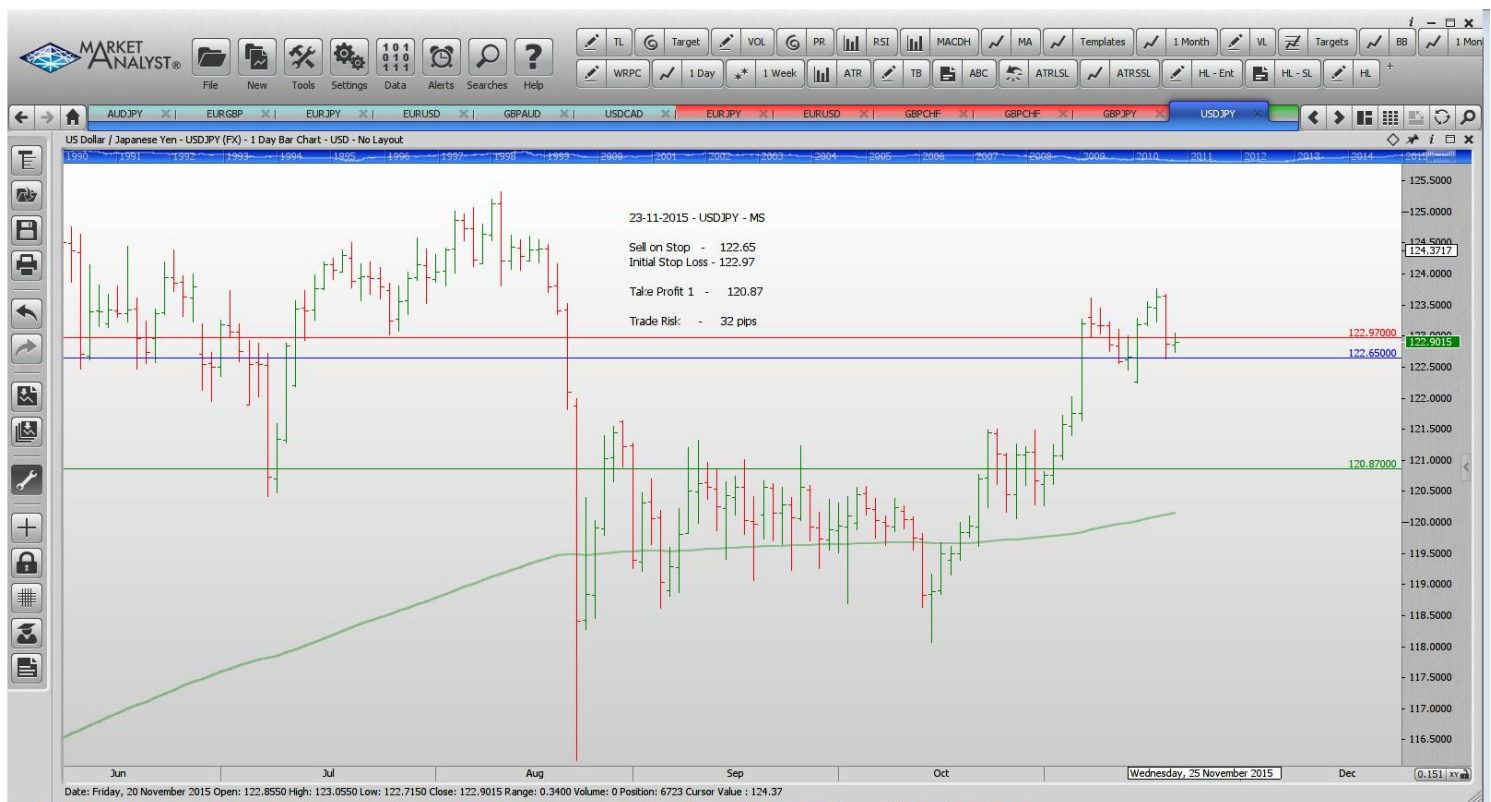 i
MARKET
ANALYST®
File New Tools Settings Data Alerts Searches Help
TL Target VOL PR RSI MACDH MA Templates 1 Month VL Targets BB 1 Mon
WRPC 1 Day 1 Week ATR TB ABC ATRLSL ATRSSL HL - Ent HL - SL HL +
101
010
111
AUDJPY EURGBP EURJPY EURUSD GBPAUD USDCAD EURJPY EURUSD GBPCHF GBPCHF GBPJPY USDJPY
US Dollar / Japanese Yen - USDJPY (FX) - 1 Day Bar Chart - USD - No Layout
1990 1991 1992 1993 1994 1995 1996 1997 1998 1999 2000 2001 2002 2003 2004 2005 2006 2007 2008 2009 2010 2011 2012 2013 2014 2015
23-11-2015 - USDJPY - MS
Sell on Stop - 122.65
Initial Stop Loss - 122.97
Take Profit 1 - 120.87
Trade Risk - 32 pips
125.5000
125.0000
124.5000
124.3717
124.0000
123.5000
122.97000
123.0000
122.9015
122.65000
122.5000
122.0000
121.5000
121.0000
120.87000
120.5000
120.0000
119.5000
119.0000
118.5000
118.0000
117.5000
117.0000
116.5000
Jun Jul Aug Sep Oct Wednesday, 25 November 2015 Dec 0.151 XY
Date: Friday, 20 November 2015 Open: 122.8550 High: 123.0550 Low: 122.7150 Close: 122.9015 Range: 0.3400 Volume: 0 Position: 6723 Cursor Value : 124.37